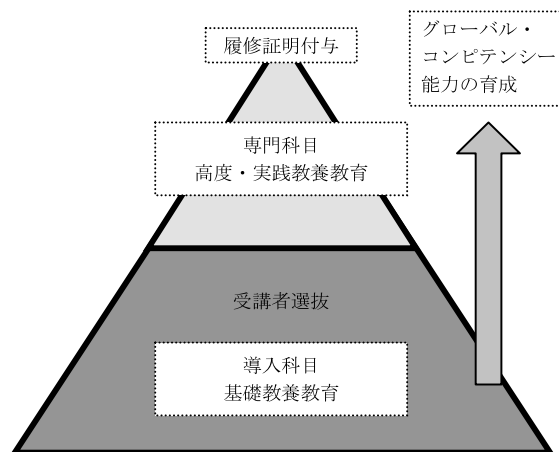 履修証明付与
グローバル・
コンピテンシー
能力の育成
専門科目
高度・実践教養教育
受講者選抜
導入科目
基礎教養教育